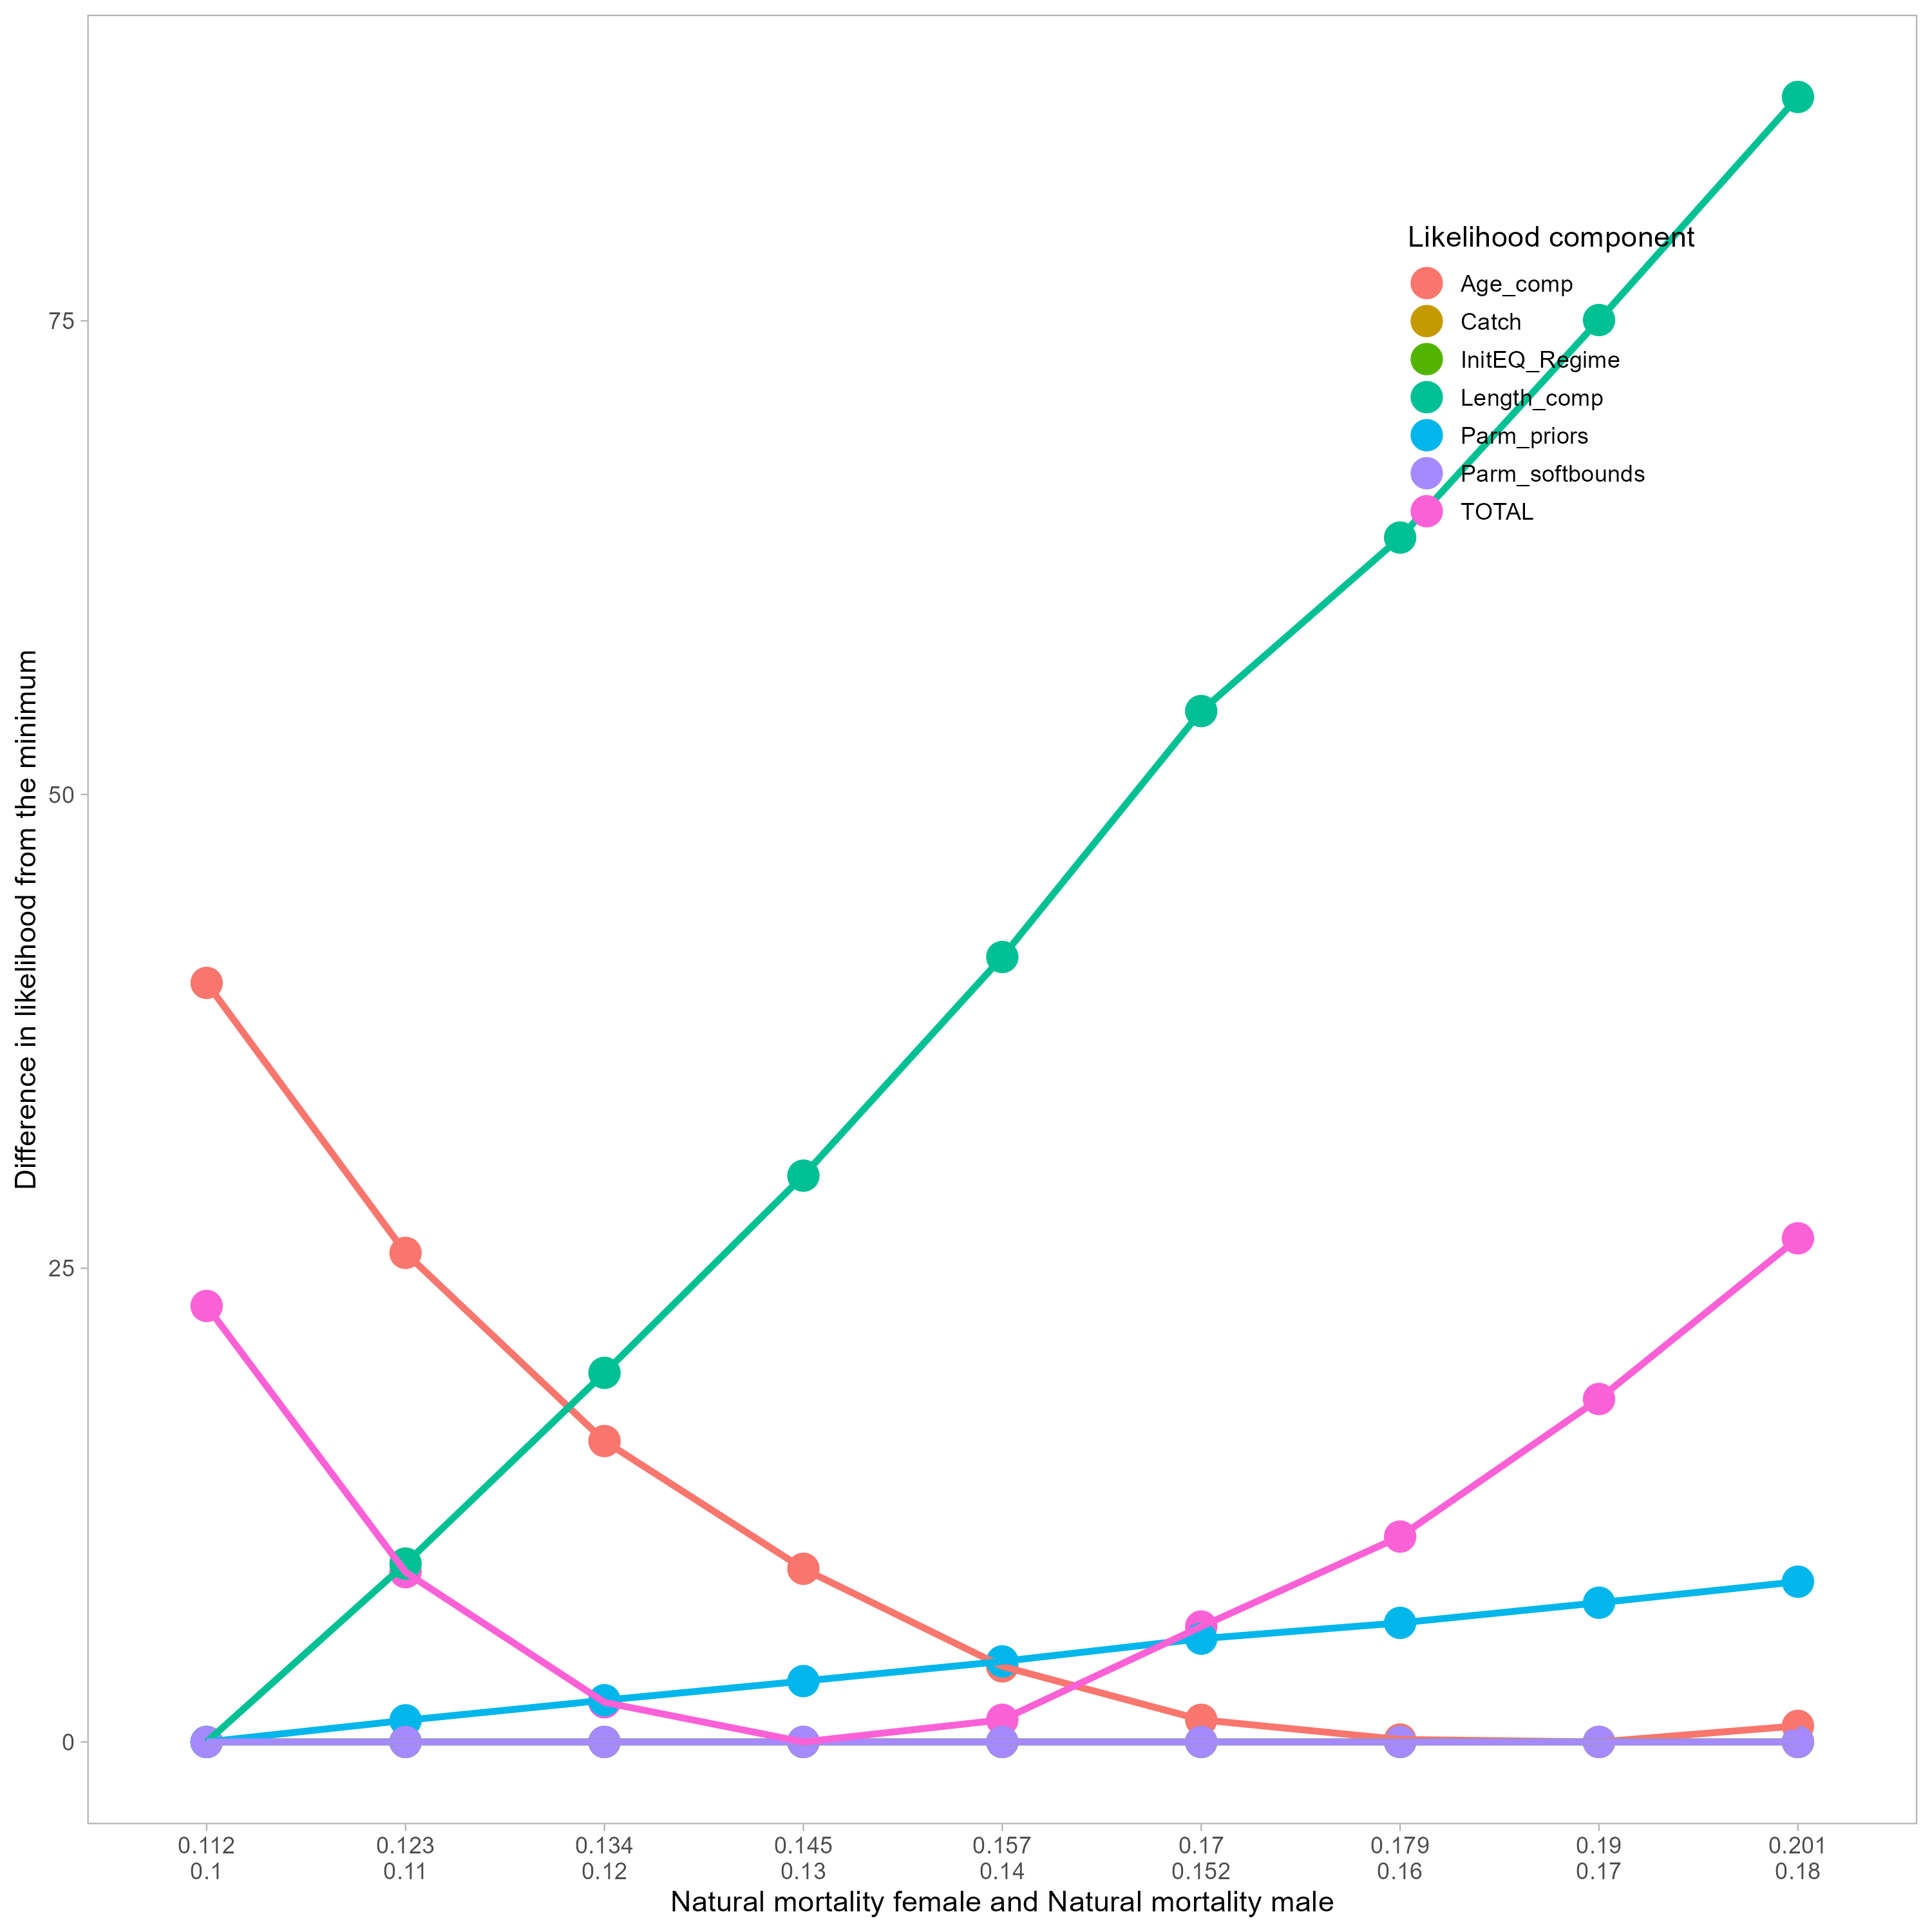 Difference in likelihood from the minimum
75
50
25
0
Likelihood component
Age_comp
Catch
InitEQ_Regime
Length_comp
Parm_priors
Parm_softbounds
TOTAL
0.112 0.123 0.134 0.145 0.157 0.17 0.179 0.19 0.201
0.1 0.11 0.12 0.13 0.14 0.152 0.16 0.17 0.18
Natural mortality female and Natural mortality male